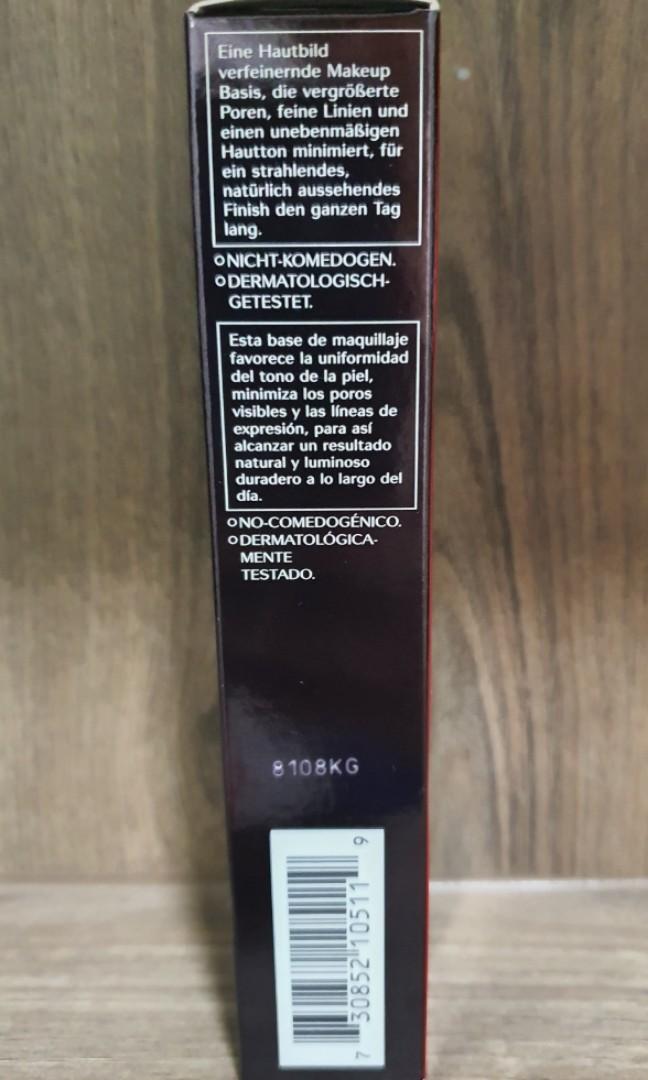 Eine Hautbild
verfeinernde Makeup
Basis, die vergrößerte
Poren, feine Linien und
einen unebenmäßigen
Hautton minimiert, für
ein strahlendes,
natürlich aussehendes
Finish den ganzen Tag
lang.
NICHT-KOMEDOGEN.
DERMATOLOGISCH-
GETESTET.
Esta base de maquillaje
favorece la uniformidad
del tono de la piel,
minimiza los poros
visibles y las líneas de
expresión, para así
alcanzar un resultado
natural y luminoso
duradero a lo largo del
día.
NO-COMEDOGÉNICO.
DERMATOLÓGICA-
MENTE
TESTADO.
8108KG
7 30852 10511 9